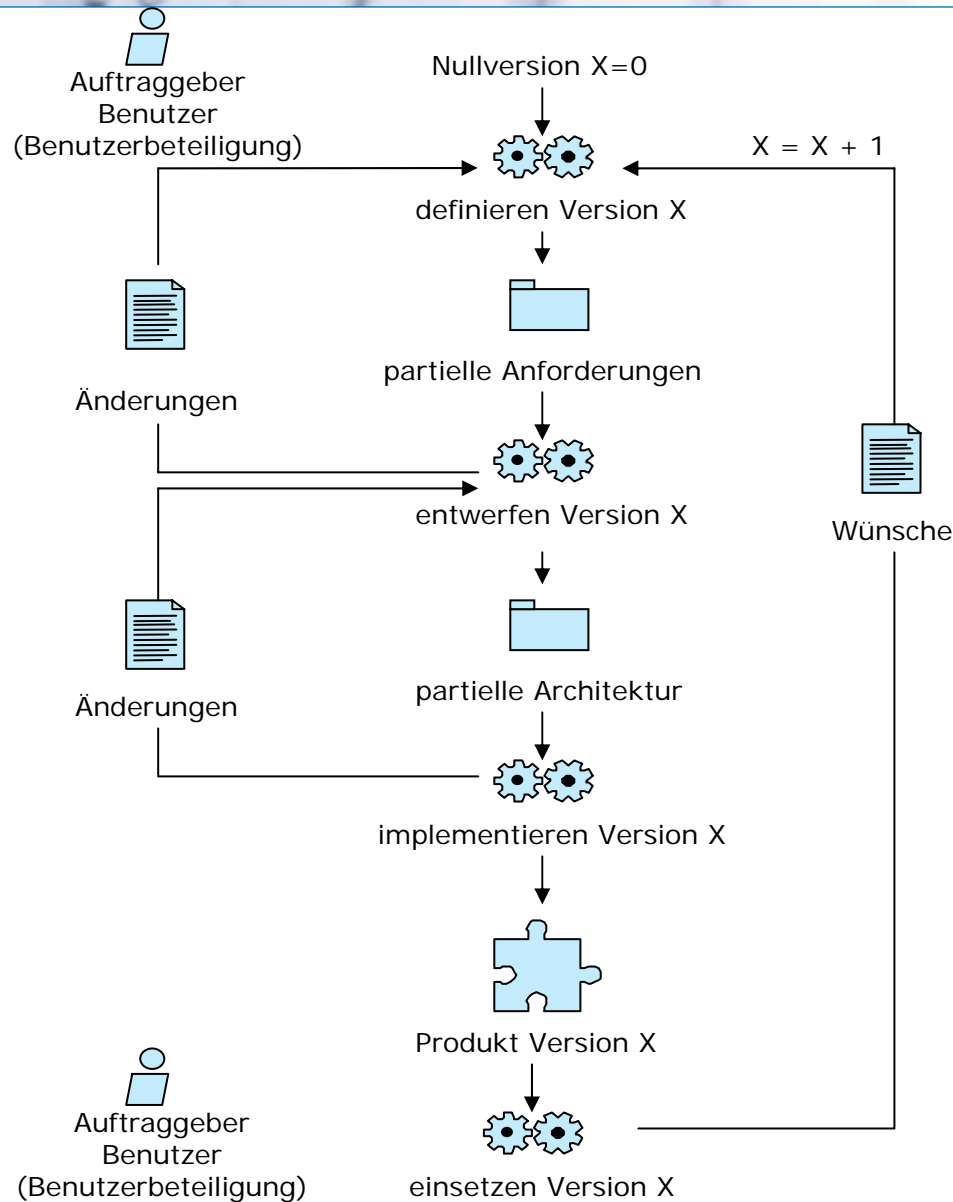 Auftraggeber
Benutzer
(Benutzerbeteiligung)
Nullversion X=0
X = X + 1
definieren Version X
partielle Anforderungen
Änderungen
entwerfen Version X
Wünsche
partielle Architektur
Änderungen
implementieren Version X
Produkt Version X
Auftraggeber
Benutzer
(Benutzerbeteiligung)
einsetzen Version X